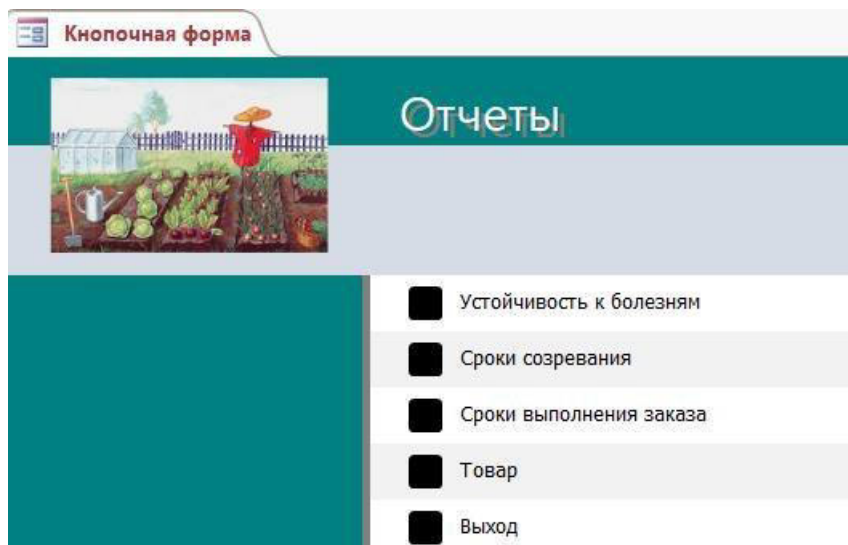 Кнопочная форма
Отчеты
Устойчивость к болезням
Сроки созревания
Сроки выполнения заказа
Товар
Выход